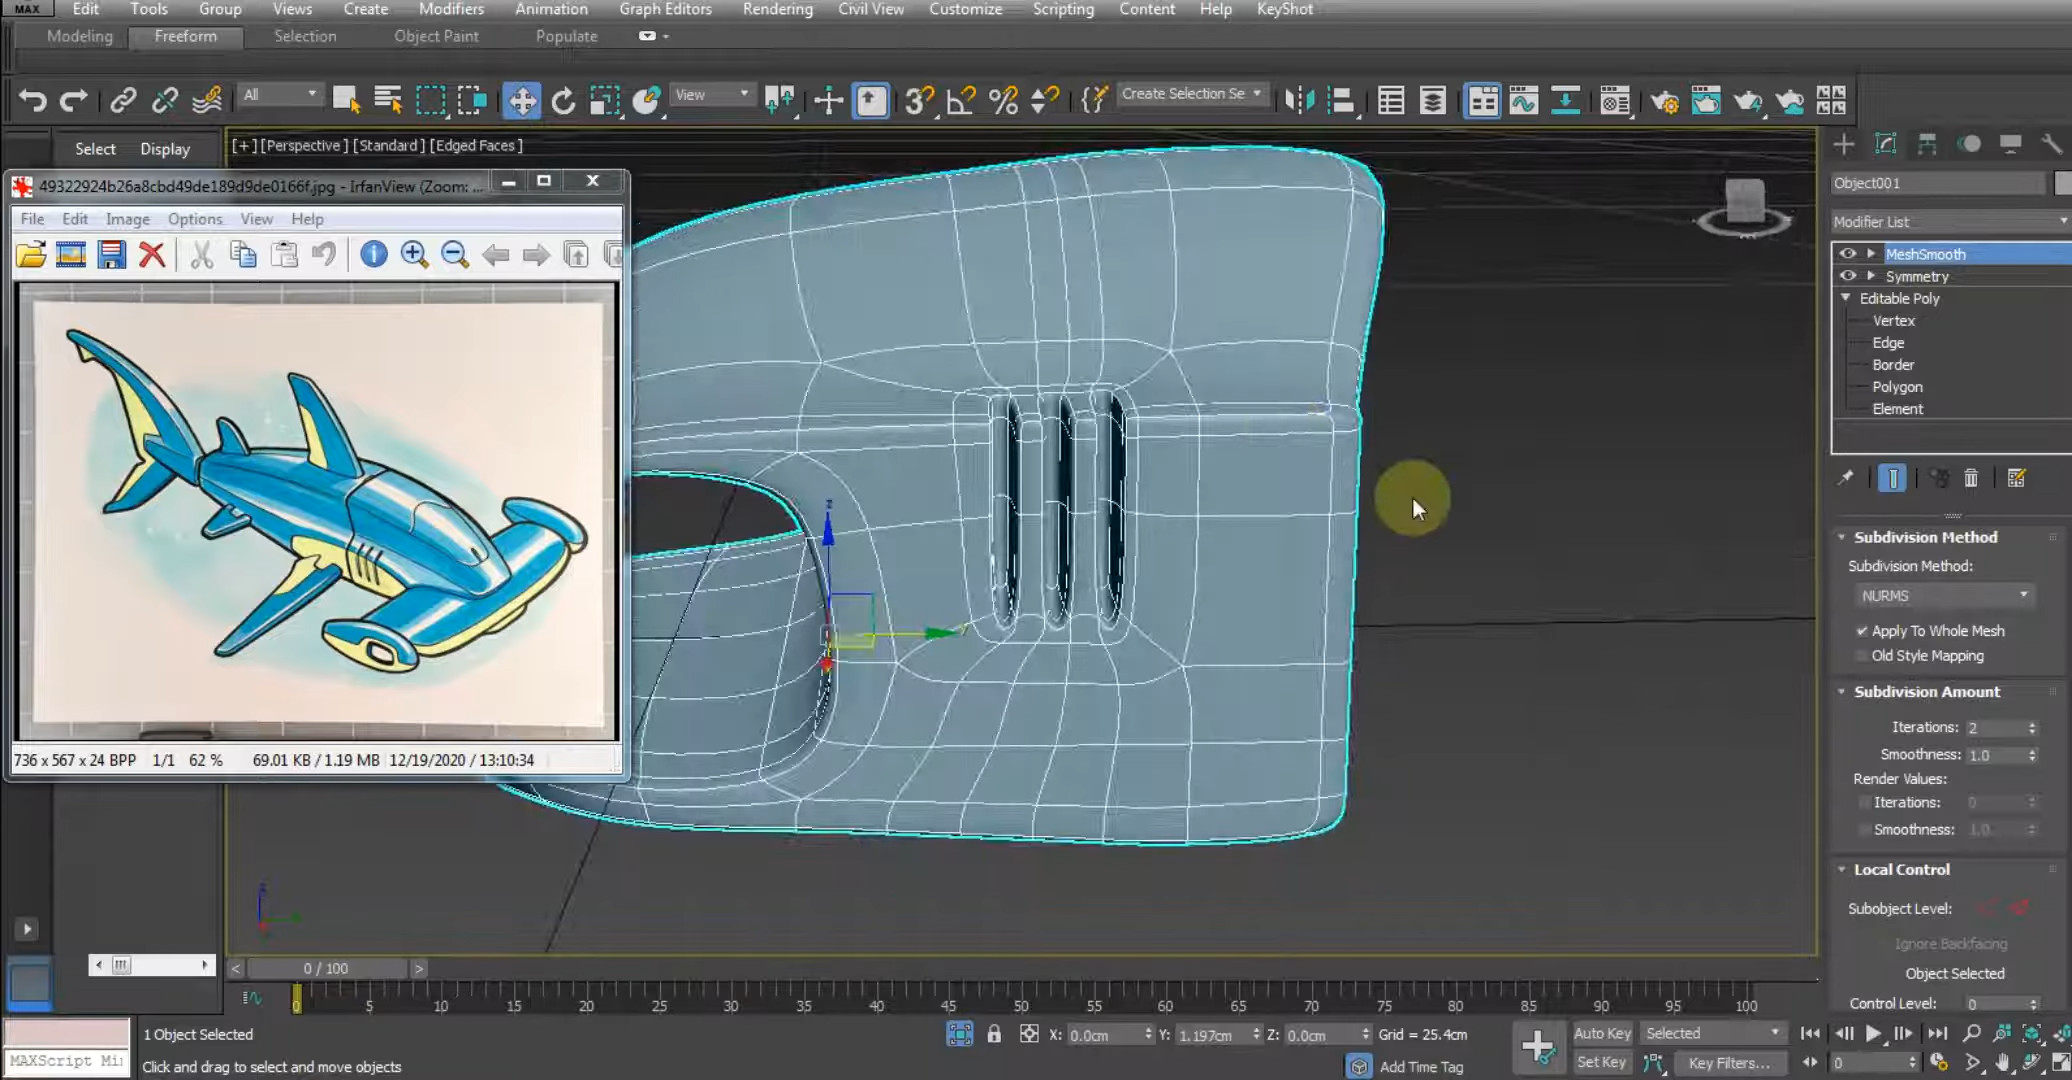 MAX Edit Tools Group Views Create Modifiers Animation Graph Editors Rendering Civil View Customize Scripting Content Help KeyShot
Modeling Freeform Selection Object Paint Populate
All View Create Selection Se
Select Display
[+] [Perspective ] [Standard ] [Edged Faces ]
49322924b26a8cbd49de189d9de0166f.jpg - IrfanView (Zoom: ...
File Edit Image Options View Help
736 x 567 x 24 BPP 1/1 62 % 69.01 KB / 1.19 MB 12/19/2020 / 13:10:34
z
y
Object001
Modifier List
MeshSmooth
Symmetry
Editable Poly
Vertex
Edge
Border
Polygon
Element
Subdivision Method
Subdivision Method:
NURMS
Apply To Whole Mesh
Old Style Mapping
Subdivision Amount
Iterations: 2
Smoothness: 1.0
Render Values:
Iterations: 0
Smoothness: 1.0
Local Control
Subobject Level:
Ignore Backfacing
Object Selected
Control Level: 0
< 0 / 100 >
0 5 10 15 20 25 30 35 40 45 50 55 60 65 70 75 80 85 90 95 100
1 Object Selected
X: 0.0cm Y: 1.197cm Z: 0.0cm Grid = 25.4cm
Auto Key Selected
MAXScript Mi
Click and drag to select and move objects
Add Time Tag
Set Key Key Filters... 0